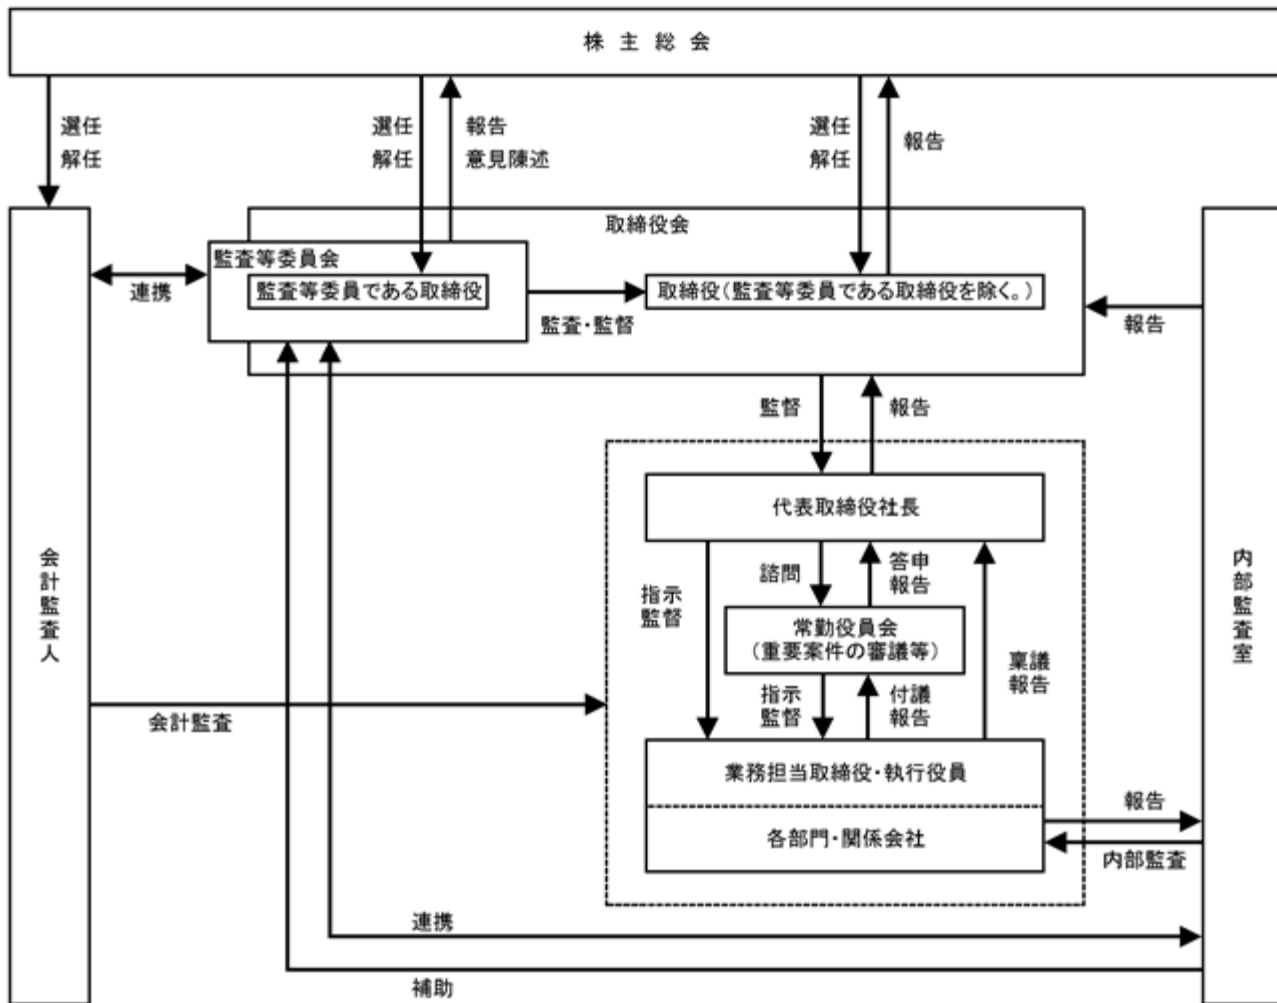 株主総会
選任
解任
選任
解任
報告
意見陳述
選任
解任
報告
取締役会
監査等委員会
監査等委員である取締役
取締役(監査等委員である取締役を除く。)
連携
監査・監督
報告
監督
報告
代表取締役社長
諮問
答申
報告
指示
監督
常勤役員会
(重要案件の審議等)
稟議
報告
指示
監督
付議
報告
会計監査人
内部監査室
会計監査
業務担当取締役・執行役員
各部門・関係会社
報告
内部監査
連携
補助